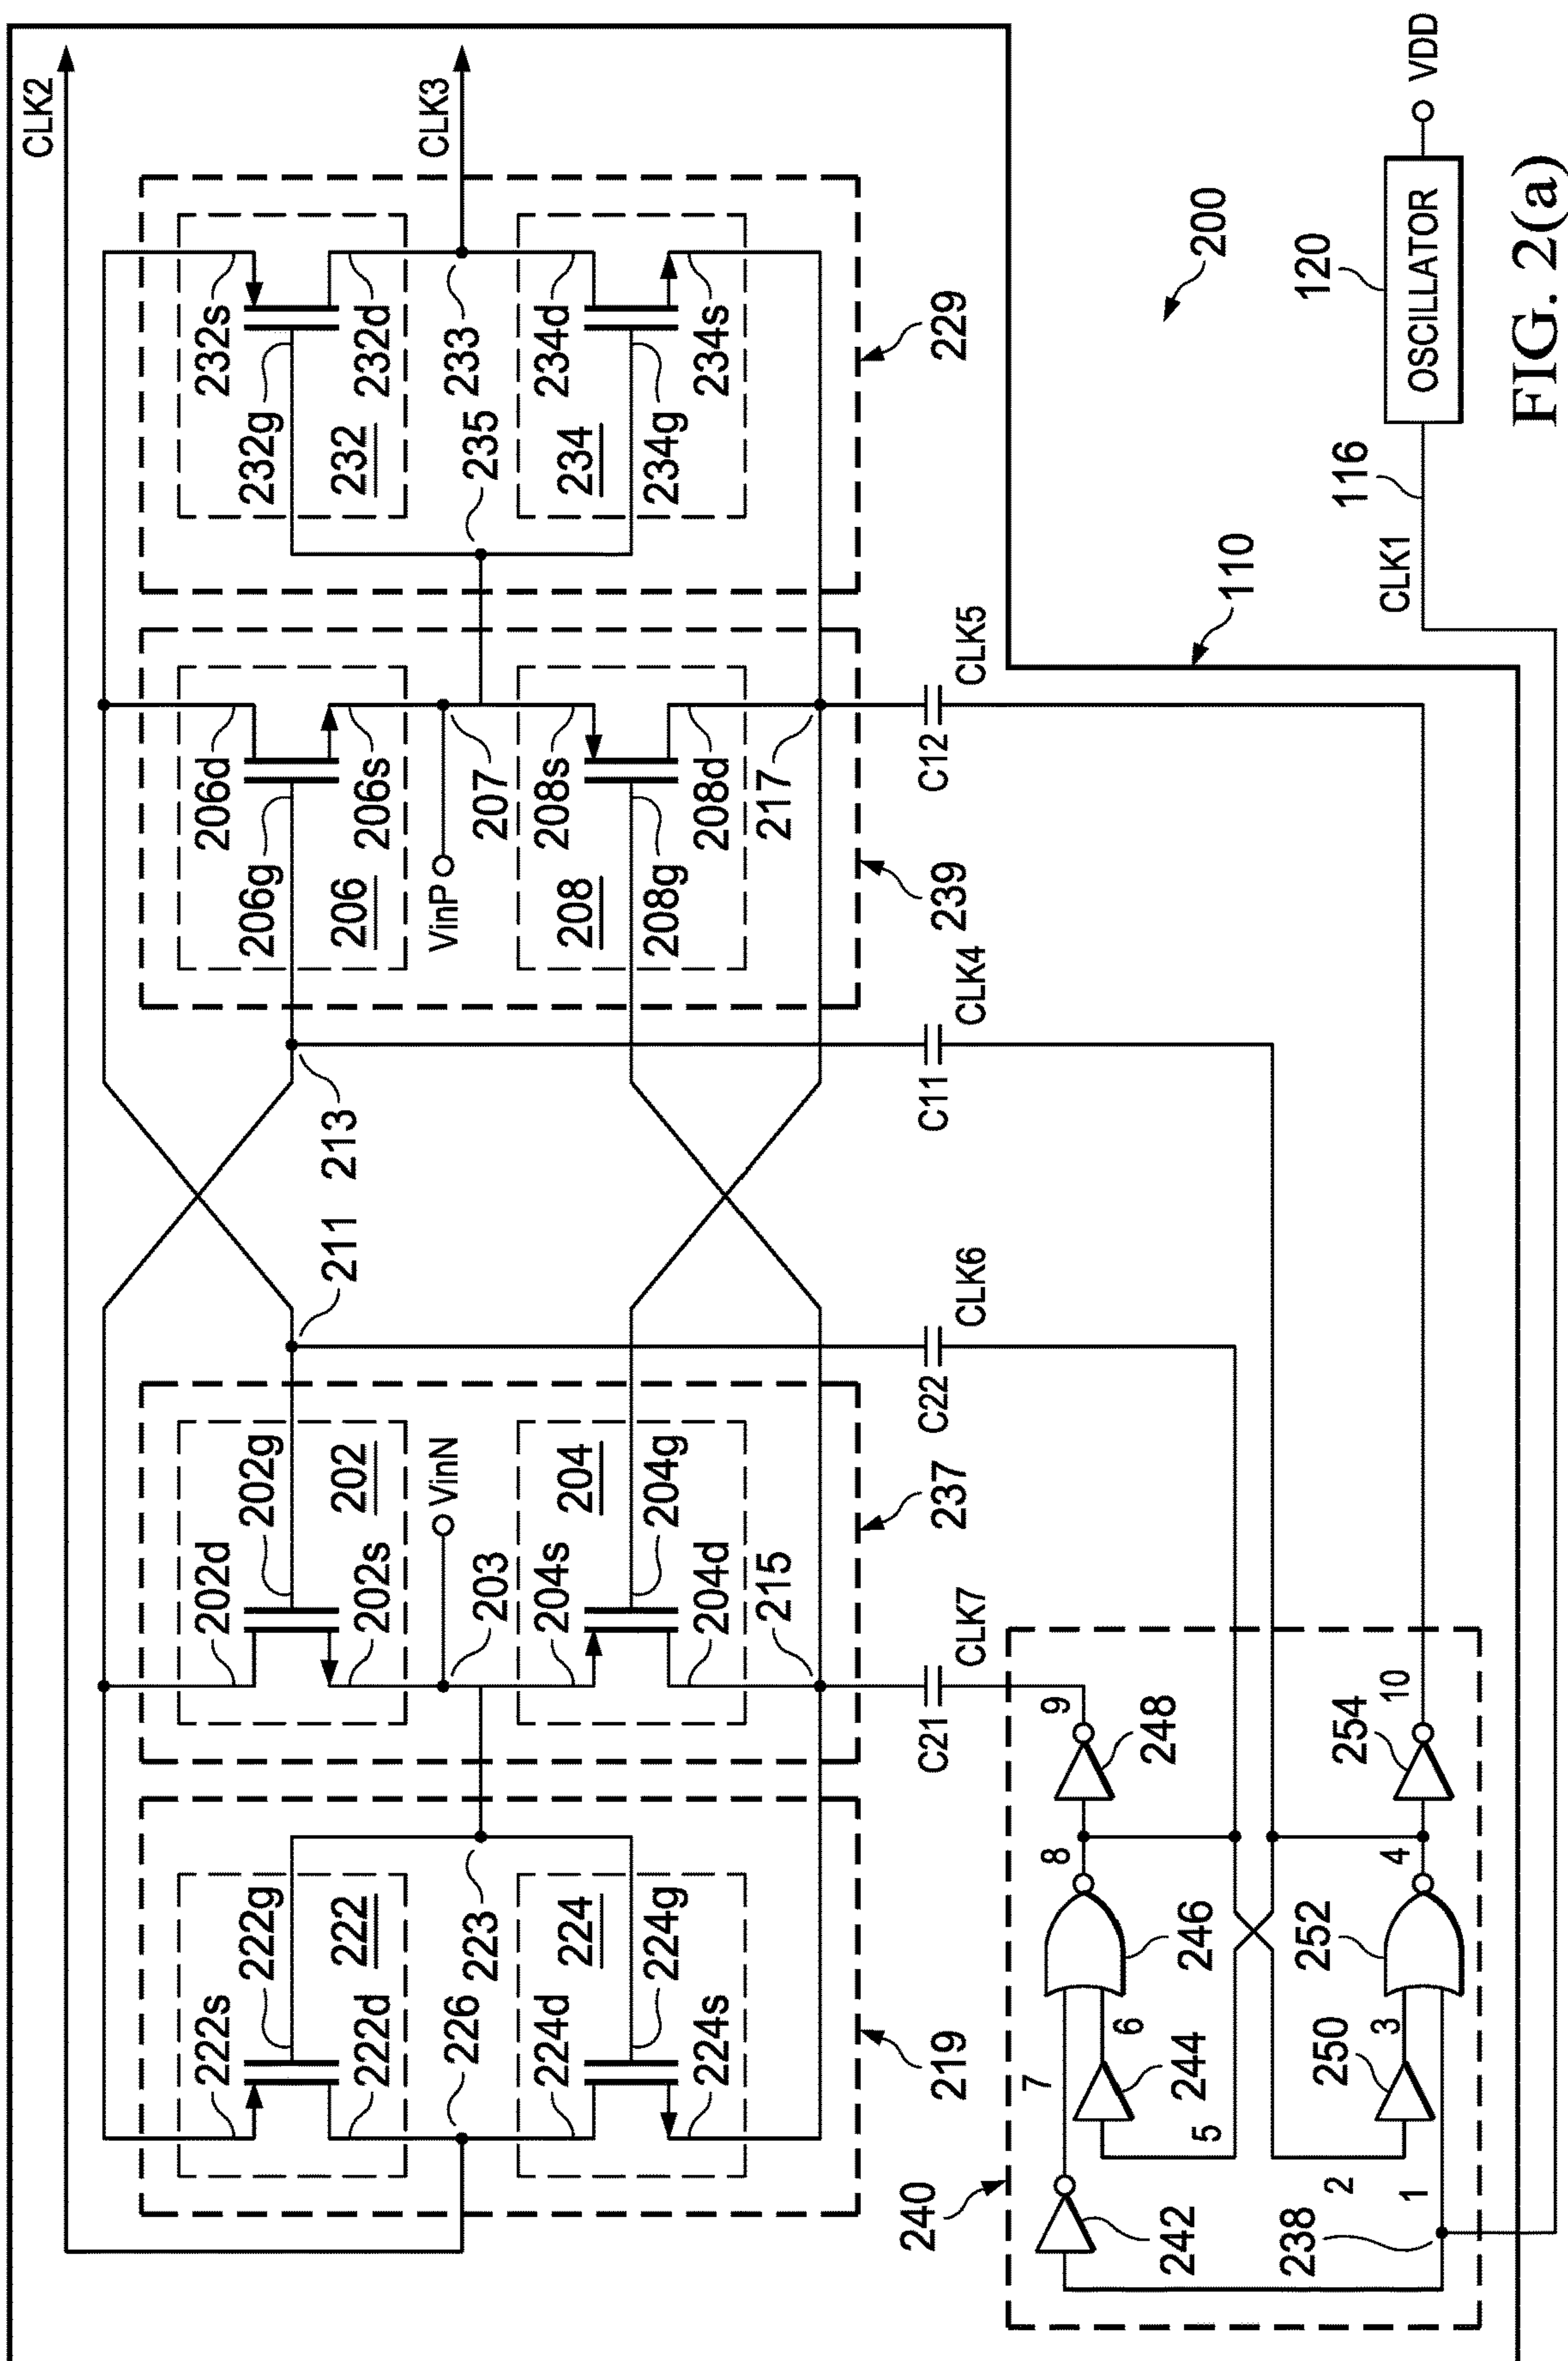 CLK2
CLK3
222s
222g
222d
222
226
223
224d
224
224g
224s
219
202d
202g
202s
202
VinN
203
204s
204
204g
204d
215
237
211
213
206d
206g
206s
206
VinP
207
208s
208
208g
208d
217
239
232s
232g
232d
232
233
235
234d
234
234g
234s
229
C21
CLK7
C22
CLK6
C11
CLK4
C12
CLK5
240
242
7
244
5
6
246
8
248
9
238
1
2
250
3
252
4
254
10
110
200
CLK1
116
120
OSCILLATOR
VDD
FIG. 2(a)